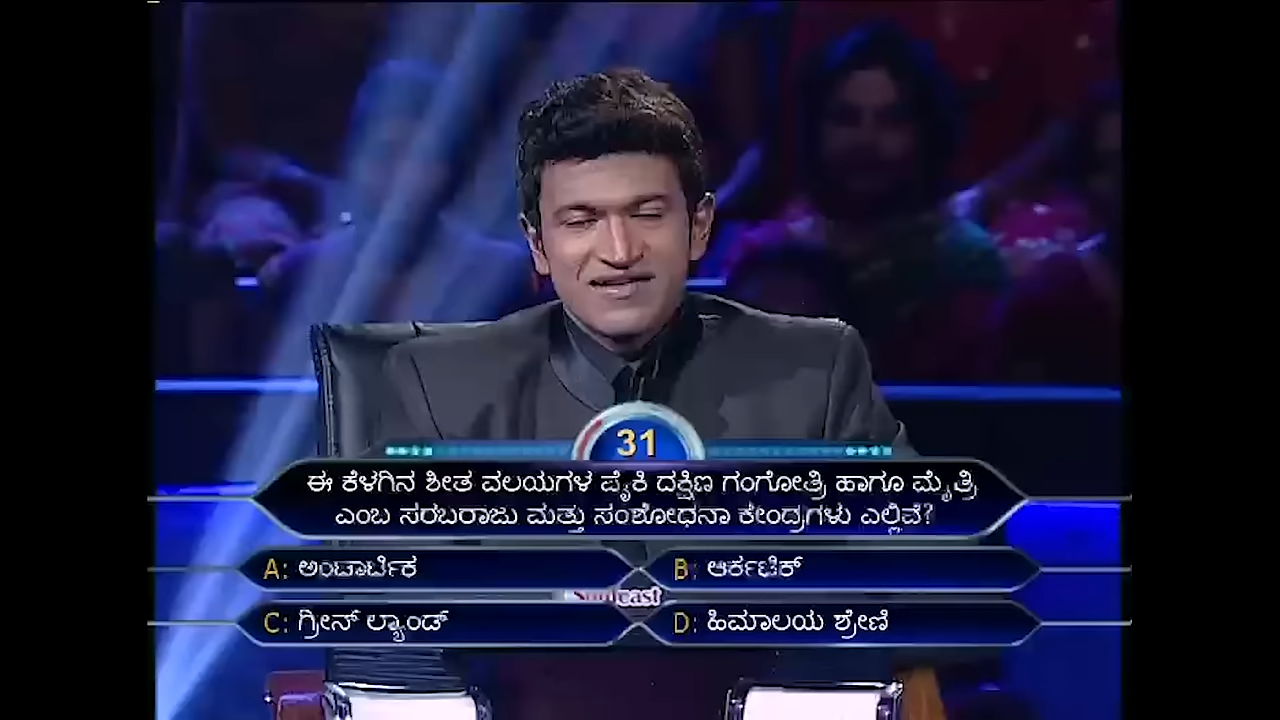 31
ಈ ಕೆಳಗಿನ ಶೀತ ವಲಯಗಳ ಪೈಕಿ ದಕ್ಷಿಣ ಗಂಗೋತ್ರಿ ಹಾಗೂ ಮೈತ್ರಿ
ಎಂಬ ಸರಬರಾಜು ಮತ್ತು ಸಂಶೋಧನಾ ಕೇಂದ್ರಗಳು ಎಲ್ಲಿವೆ?
A: ಅಂಟಾರ್ಟಿಕ
B: ಆರ್ಕಟಿಕ್
C: ಗ್ರೀನ್ ಲ್ಯಾಂಡ್
D: ಹಿಮಾಲಯ ಶ್ರೇಣಿ